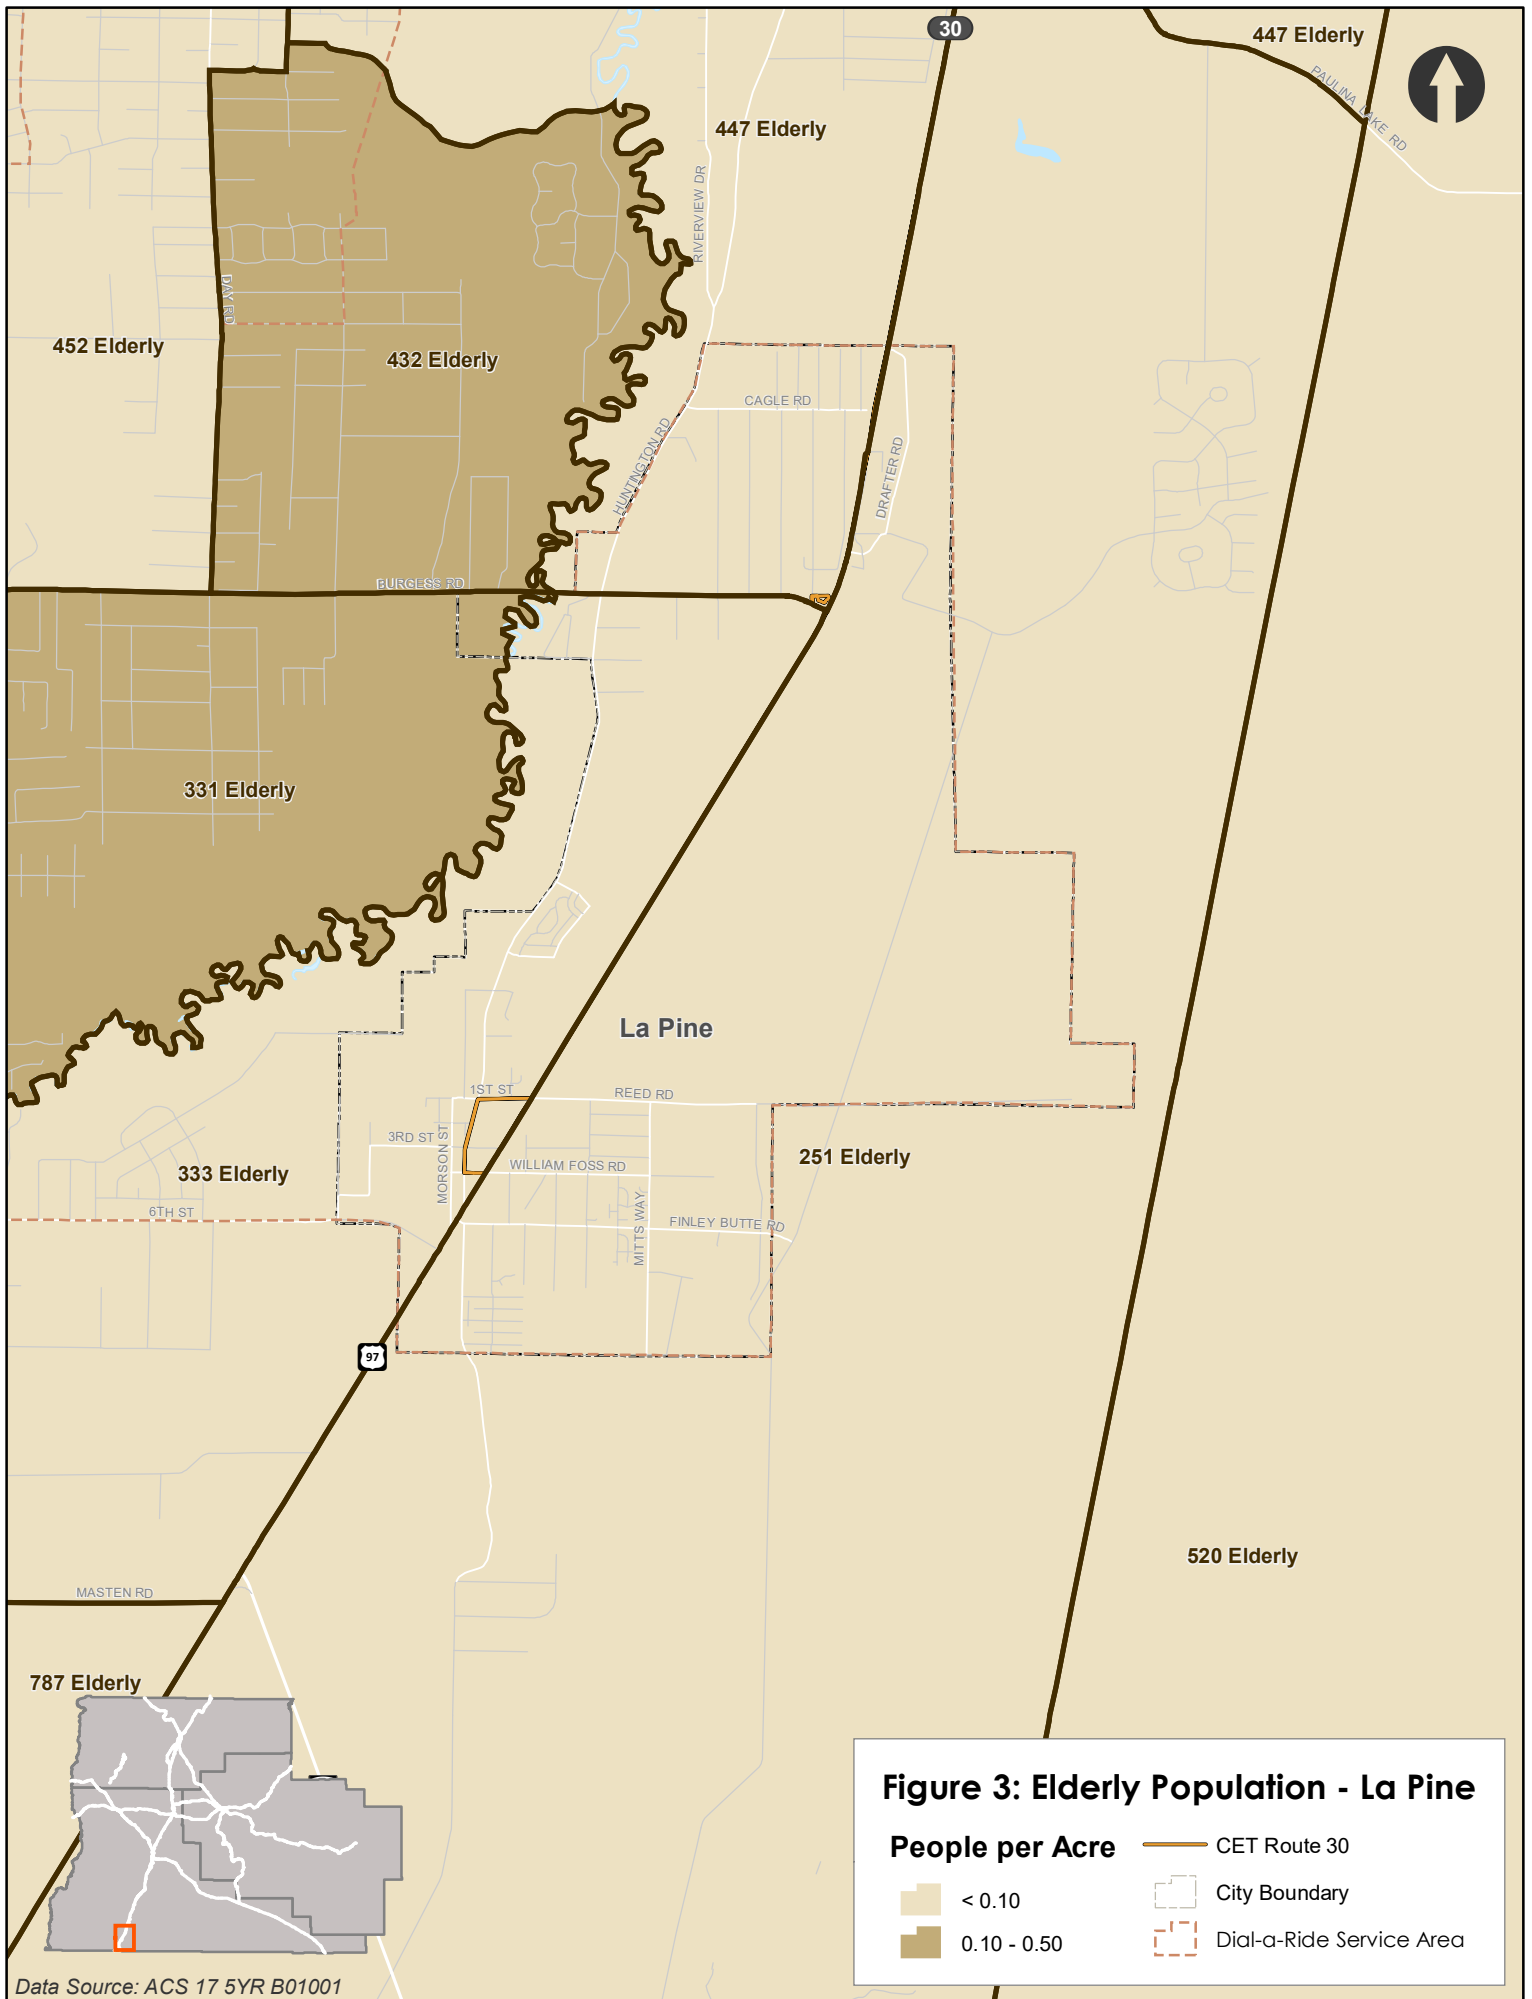 30
447 Elderly
PAULINA LAKE RD
447 Elderly
RIVERVIEW DR
DAY RD
452 Elderly
432 Elderly
CAGLE RD
HUNTINGTON RD
DRAFTER RD
BURGESS RD
331 Elderly
La Pine
1ST ST
REED RD
3RD ST
MORSON ST
WILLIAM FOSS RD
251 Elderly
333 Elderly
6TH ST
MITTS WAY
FINLEY BUTTE RD
97
520 Elderly
MASTEN RD
787 Elderly
Figure 3: Elderly Population - La Pine
People per Acre
< 0.10
0.10 - 0.50
CET Route 30
City Boundary
Dial-a-Ride Service Area
Data Source: ACS 17 5YR B01001